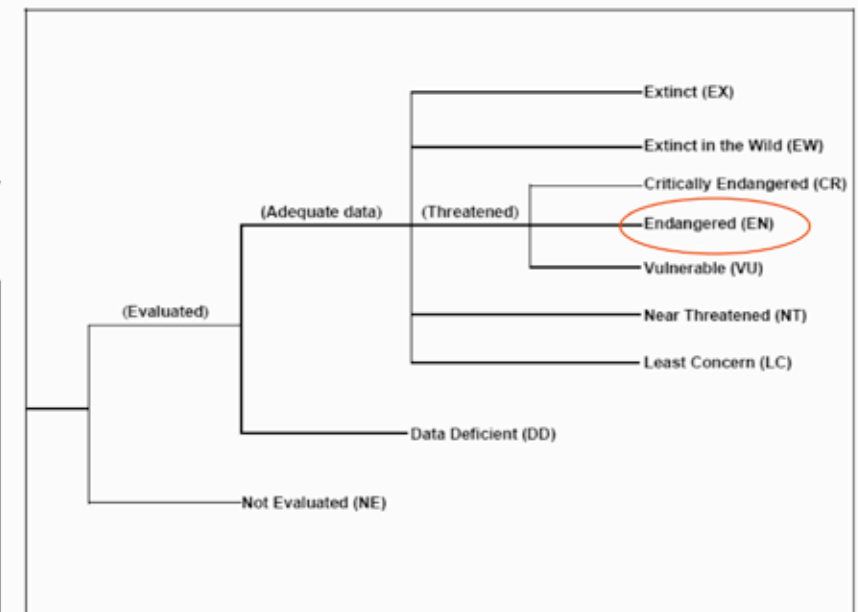 Extinct (EX)
Extinct in the Wild (EW)
Critically Endangered (CR)
(Adequate data)
(Threatened)
Endangered (EN)
Vulnerable (VU)
(Evaluated)
Near Threatened (NT)
Least Concern (LC)
Data Deficient (DD)
Not Evaluated (NE)